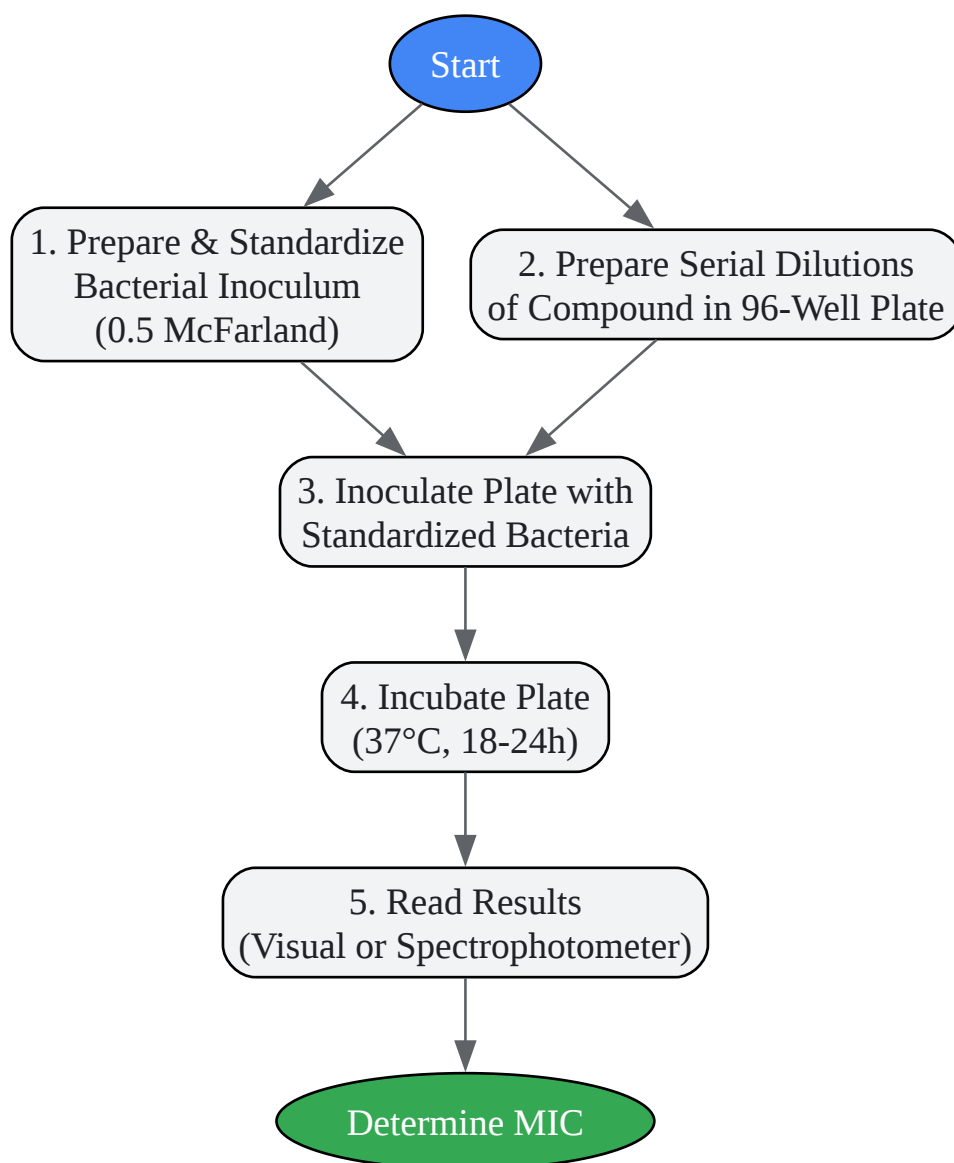 Start
1. Prepare & Standardize
Bacterial Inoculum
(0.5 McFarland)
2. Prepare Serial Dilutions
of Compound in 96-Well Plate
3. Inoculate Plate with
Standardized Bacteria
4. Incubate Plate
(37°C, 18-24h)
5. Read Results
(Visual or Spectrophotometer)
Determine MIC